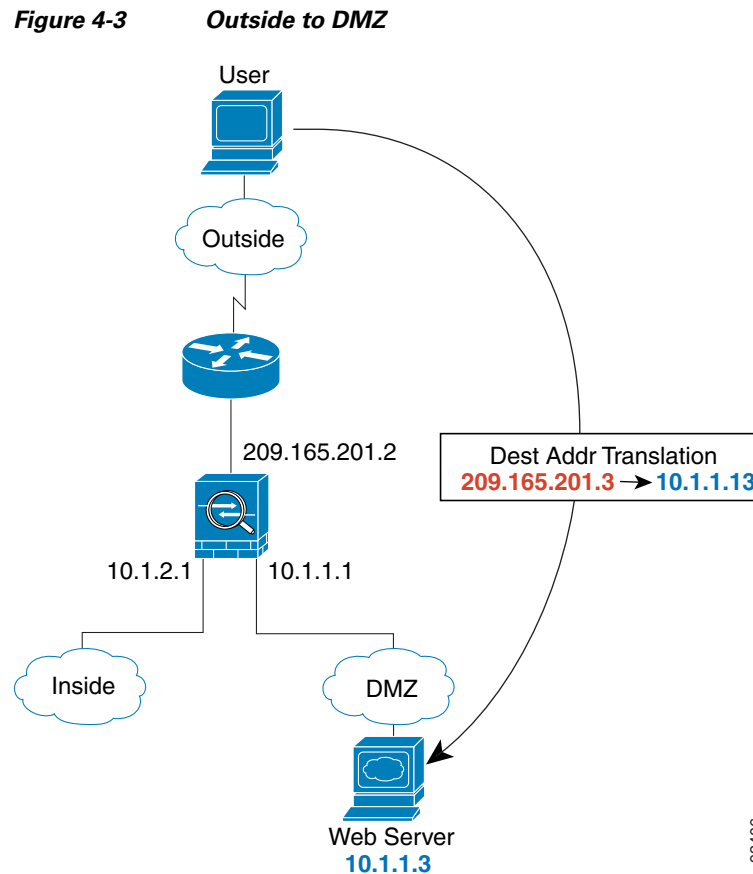 Figure 4-3 Outside to DMZ
User
Outside
209.165.201.2
Dest Addr Translation
209.165.201.3 10.1.1.13
10.1.2.1 10.1.1.1
Inside
DMZ
Web Server
10.1.1.3